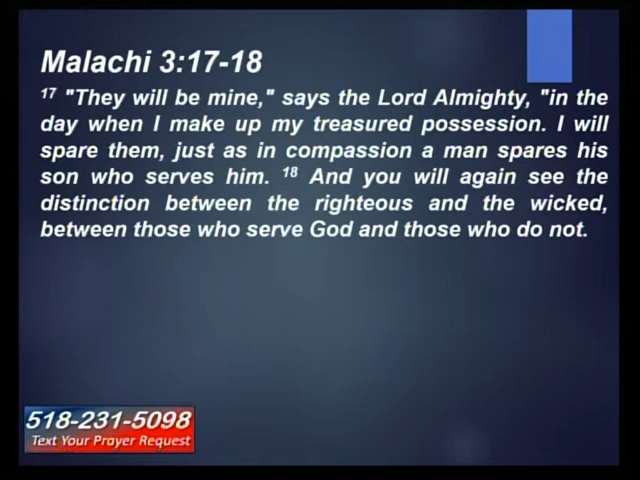 Malachi 3:17-18
17 "They will be mine," says the Lord Almighty, "in the
day when I make up my treasured possession. I will
spare them, just as in compassion a man spares his
son who serves him. 18 And you will again see the
distinction between the righteous and the wicked,
between those who serve God and those who do not.
518-231-5098
Text Your Prayer Request